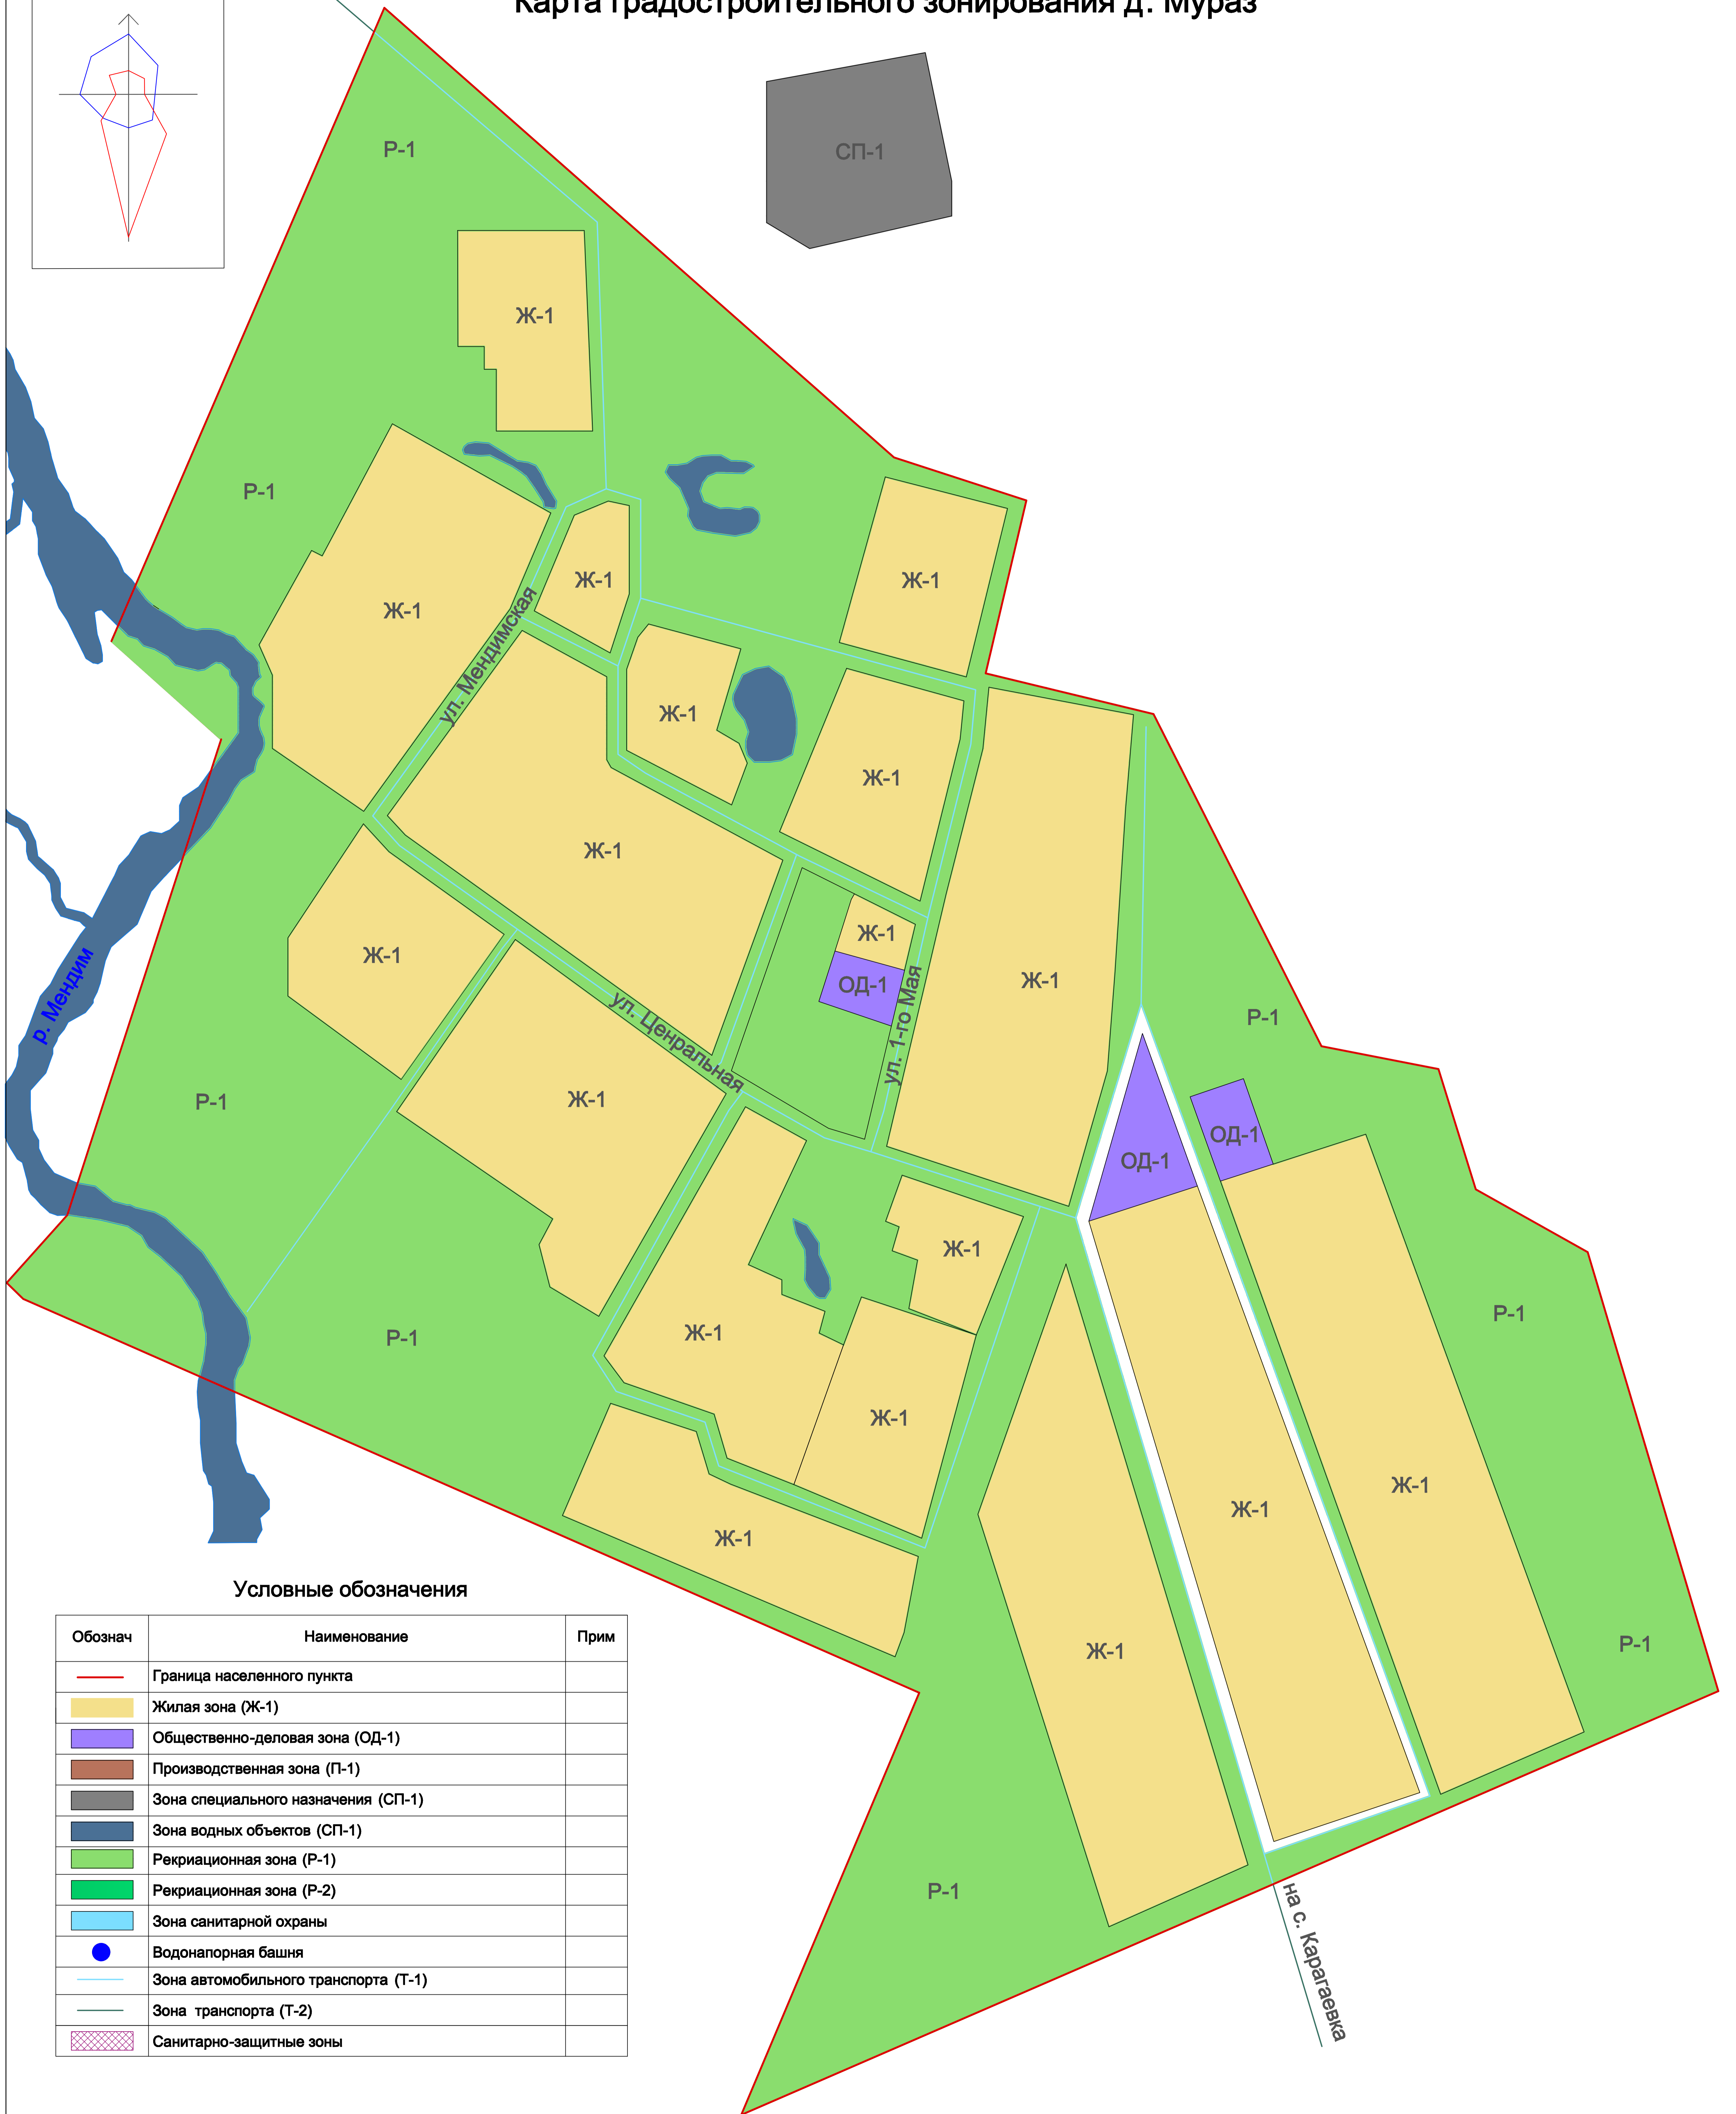 Карта градостроительного зонирования д. Мураз
СП-1
Р-1
Ж-1
Р-1
Ж-1
Ж-1
Ж-1
ул. Мендимская
Ж-1
Ж-1
Ж-1
Ж-1
Ж-1
ОД-1
ул. 1-го Мая
Ж-1
Ж-1
р. Мендим
ул. Ценральная
Р-1
Р-1
Ж-1
ОД-1
ОД-1
Ж-1
Р-1
Р-1
Ж-1
Ж-1
Ж-1
Ж-1
Ж-1
Ж-1
Ж-1
Р-1
Р-1
на с. Карагаевка
Условные обозначения
Обознач Наименование Прим
Граница населенного пункта
Жилая зона (Ж-1)
Общественно-деловая зона (ОД-1)
Производственная зона (П-1)
Зона специального назначения (СП-1)
Зона водных объектов (СП-1)
Рекриационная зона (Р-1)
Рекриационная зона (Р-2)
Зона санитарной охраны
Водонапорная башня
Зона автомобильного транспорта (Т-1)
Зона транспорта (Т-2)
Санитарно-защитные зоны